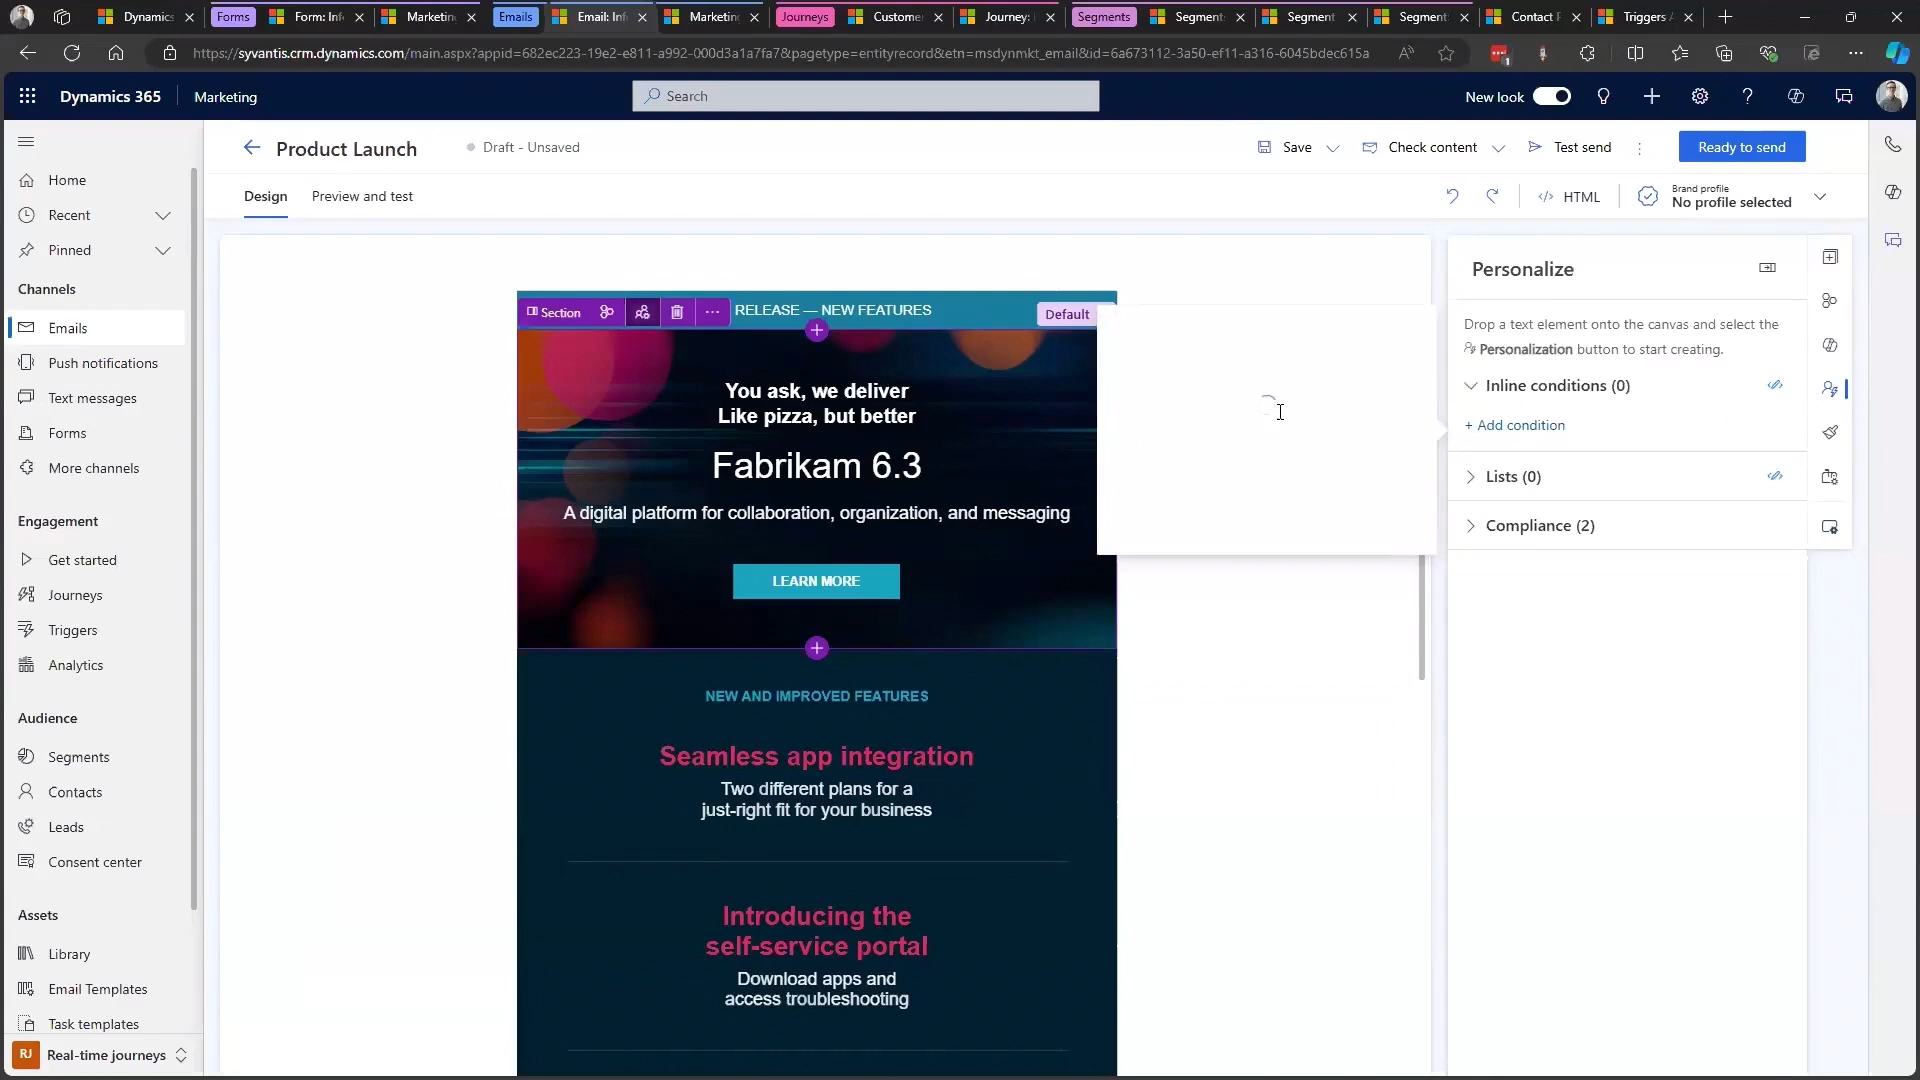 Dynamics
Forms
Form: Inf
Marketin
Emails
Email: Inf
Marketing
Journeys
Customer
Journey:
Segments
Segment
Segment
Segment
Contact
Triggers
https://syvantis.crm.dynamics.com/main.aspx?appid=682ec223-19e2-e811-a992-000d3a1a7fa7&pagetype=entityrecord&etn=msdynmkt_email&id=6a673112-3a50-ef11-a316-6045bdec615a
1
Dynamics 365
Marketing
Search
New look
Product Launch
Draft - Unsaved
Save
Check content
Test send
Ready to send
Design
Preview and test
HTML
Brand profile
No profile selected
Home
Recent
Pinned
Channels
Emails
Push notifications
Text messages
Forms
More channels
Engagement
Get started
Journeys
Triggers
Analytics
Audience
Segments
Contacts
Leads
Consent center
Assets
Library
Email Templates
Task templates
RJ Real-time journeys
Section
RELEASE — NEW FEATURES
Default
You ask, we deliver
Like pizza, but better
Fabrikam 6.3
A digital platform for collaboration, organization, and messaging
LEARN MORE
NEW AND IMPROVED FEATURES
Seamless app integration
Two different plans for a
just-right fit for your business
Introducing the
self-service portal
Download apps and
access troubleshooting
Personalize
Drop a text element onto the canvas and select the
Personalization button to start creating.
Inline conditions (0)
+ Add condition
Lists (0)
Compliance (2)